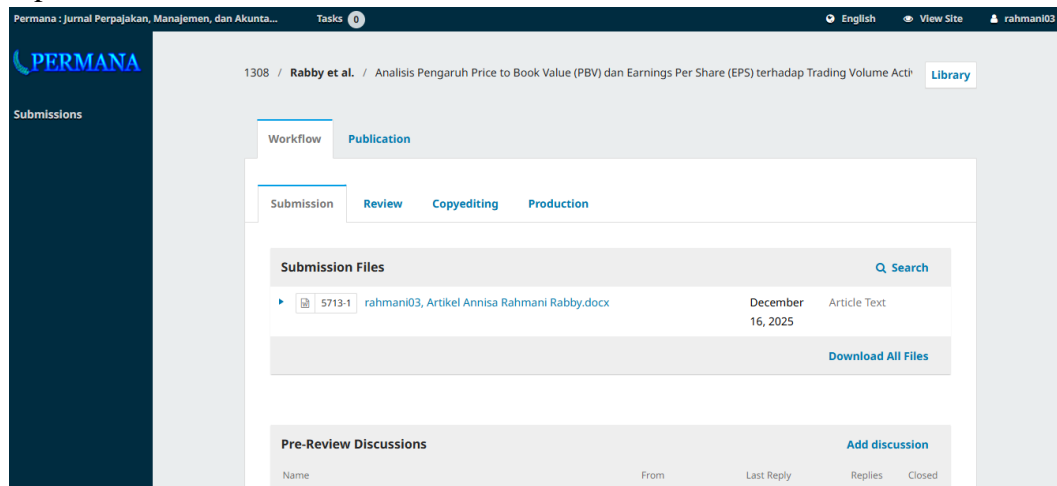 Permana : Jurnal Perpajakan, Manajemen, dan Akunta... Tasks 0 English View Site rahmani03
PERMANA
1308 / Rabby et al. / Analisis Pengaruh Price to Book Value (PBV) dan Earnings Per Share (EPS) terhadap Trading Volume Library
Submissions
Workflow Publication
Submission Review Copyediting Production
Submission Files Search
5713-1 rahmani03, Artikel Annisa Rahmani Rabby.docx December 16, 2025 Article Text
Download All Files
Pre-Review Discussions Add discussion
Name From Last Reply Replies Closed